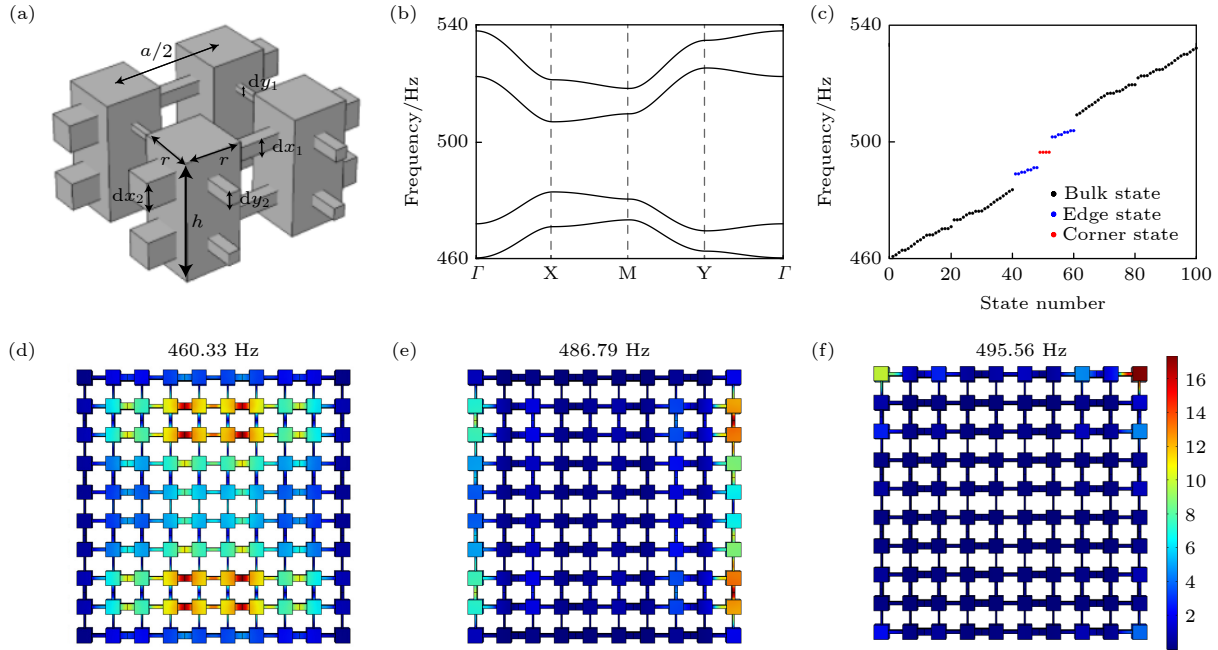 (a)
a/2
dy₁
r
r
dx₁
dx₂
dy₂
h
(b)
Frequency/Hz
540
500
460
Γ X M Y Γ
(c)
Frequency/Hz
540
500
460
Bulk state
Edge state
Corner state
0 20 40 60 80 100
State number
(d)
460.33 Hz
(e)
486.79 Hz
(f)
495.56 Hz
16
14
12
10
8
6
4
2